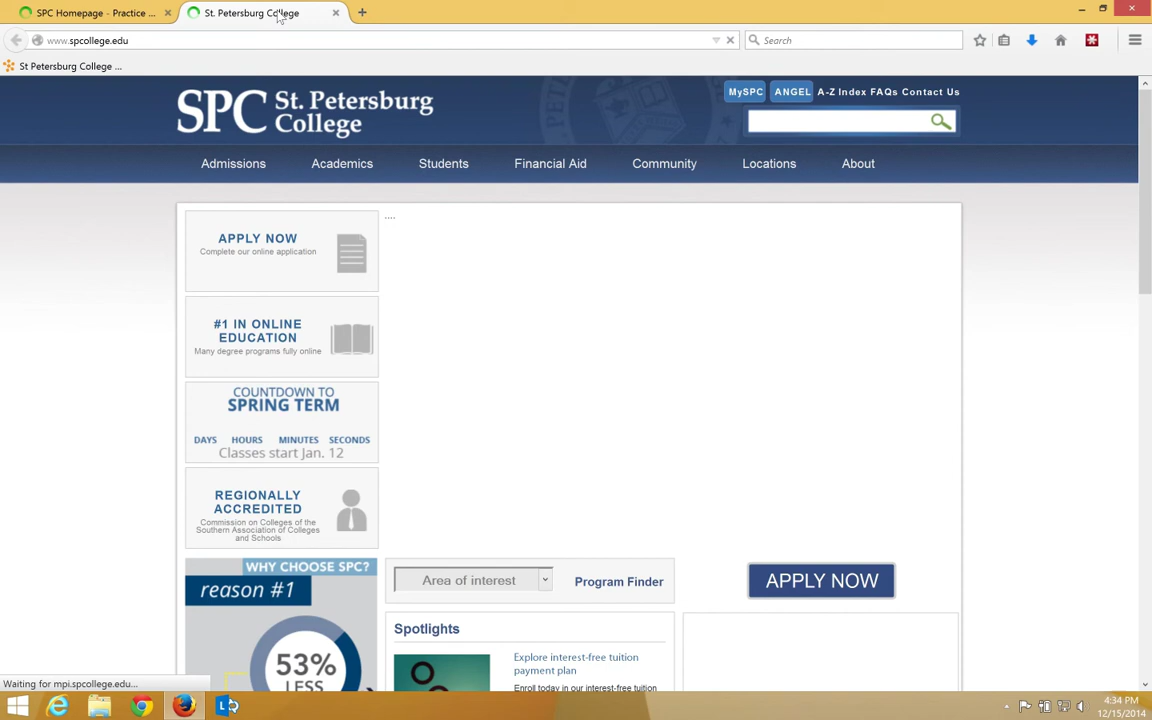 SPC Homepage - Practice ...
St. Petersburg College
www.spcollege.edu
Search
St Petersburg College ...
SPC St. Petersburg College
MySPC ANGEL A-Z Index FAQs Contact Us
Admissions Academics Students Financial Aid Community Locations About
APPLY NOW
Complete our online application
....
#1 IN ONLINE
EDUCATION
Many degree programs fully online
COUNTDOWN TO
SPRING TERM
DAYS HOURS MINUTES SECONDS
Classes start Jan. 12
REGIONALLY
ACCREDITED
Commission on Colleges of the
Southern Association of Colleges
and Schools
WHY CHOOSE SPC?
reason #1
53%
LESS
Area of interest
Program Finder
APPLY NOW
Spotlights
Explore interest-free tuition
payment plan
Enroll today in our interest-free tuition
Waiting for mpi.spcollege.edu...
4:34 PM
12/15/2014